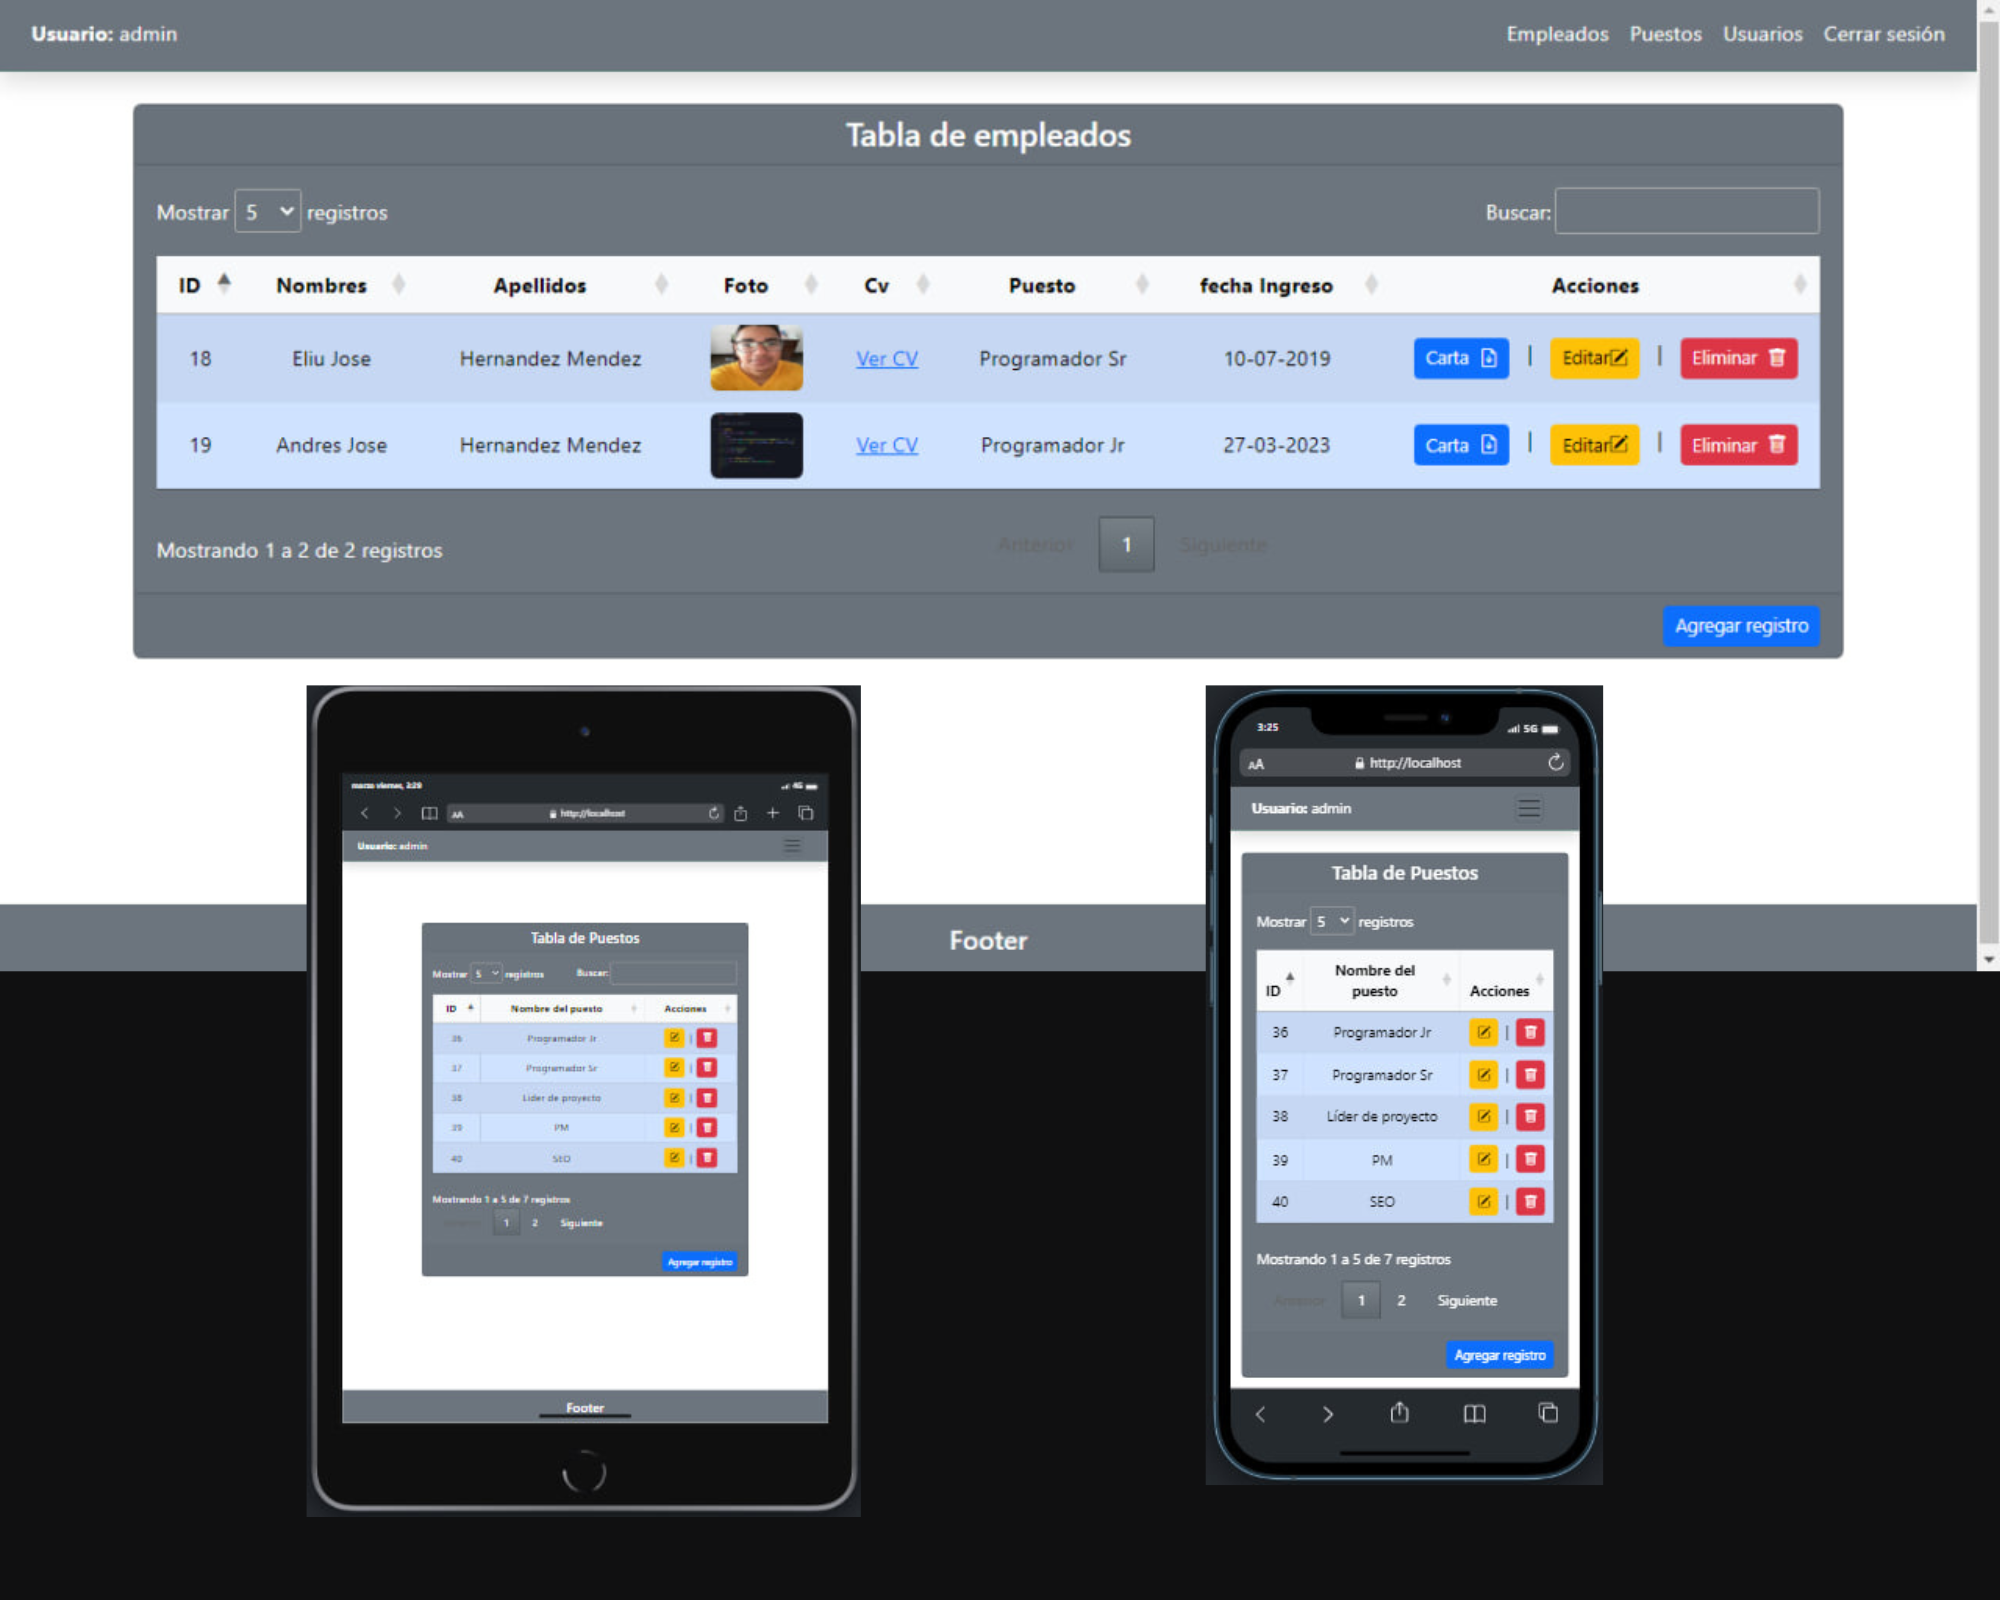 Usuario: admin
Empleados Puestos Usuarios Cerrar sesión
Tabla de empleados
Mostrar 5 registros
Buscar:
ID Nombres Apellidos Foto Cv Puesto fecha Ingreso Acciones
18 Eliu Jose Hernandez Mendez Ver CV Programador Sr 10-07-2019 Carta | Editar | Eliminar
19 Andres Jose Hernandez Mendez Ver CV Programador Jr 27-03-2023 Carta | Editar | Eliminar
Mostrando 1 a 2 de 2 registros
Anterior 1 Siguiente
Agregar registro
Footer
marzo viernes, 3:29
4G
AA http://localhost
Usuario: admin
Tabla de Puestos
Mostrar 5 registros Buscar:
ID Nombre del puesto Acciones
36 Programador Jr |
37 Programador Sr |
38 Líder de proyecto |
39 PM |
40 SEO |
Mostrando 1 a 5 de 7 registros
1 2 Siguiente
Agregar registro
Footer
3:25
5G
AA http://localhost
Usuario: admin
Tabla de Puestos
Mostrar 5 registros
ID Nombre del puesto Acciones
36 Programador Jr |
37 Programador Sr |
38 Líder de proyecto |
39 PM |
40 SEO |
Mostrando 1 a 5 de 7 registros
Anterior 1 2 Siguiente
Agregar registro